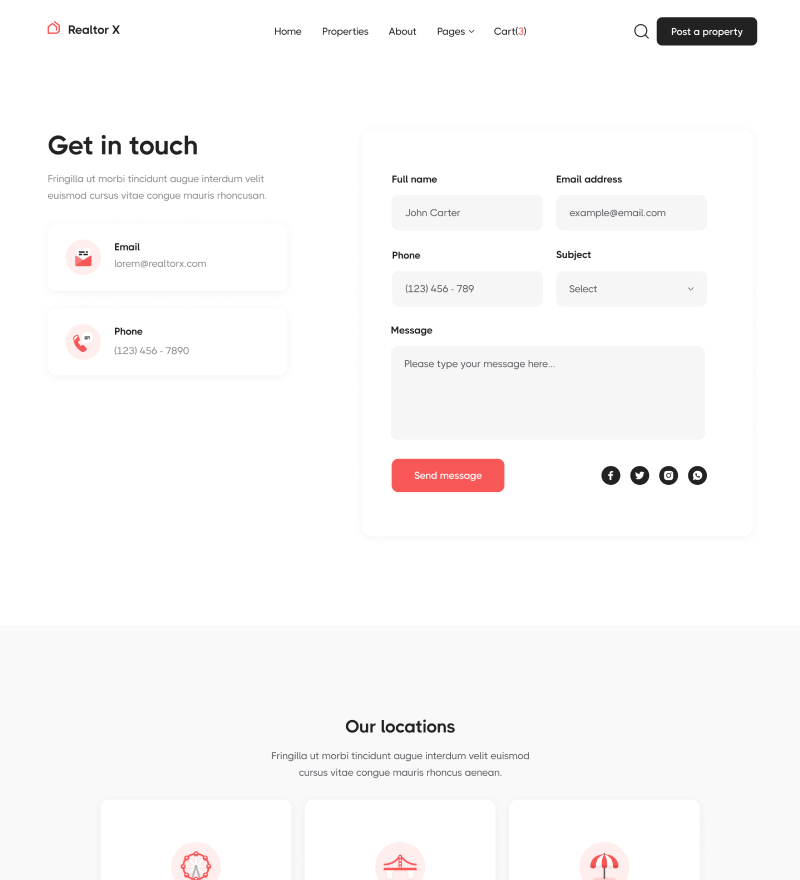 Realtor X
Home
Properties
About
Pages
Cart(3)
Post a property
Get in touch
Fringilla ut morbi tincidunt augue interdum velit
euismod cursus vitae congue mauris rhoncusan.
Email
lorem@realtorx.com
Phone
(123) 456 - 7890
Full name
Email address
John Carter
example@email.com
Phone
Subject
(123) 456 - 789
Select
Message
Please type your message here...
Send message
Our locations
Fringilla ut morbi tincidunt augue interdum velit euismod
cursus vitae congue mauris rhoncus aenean.